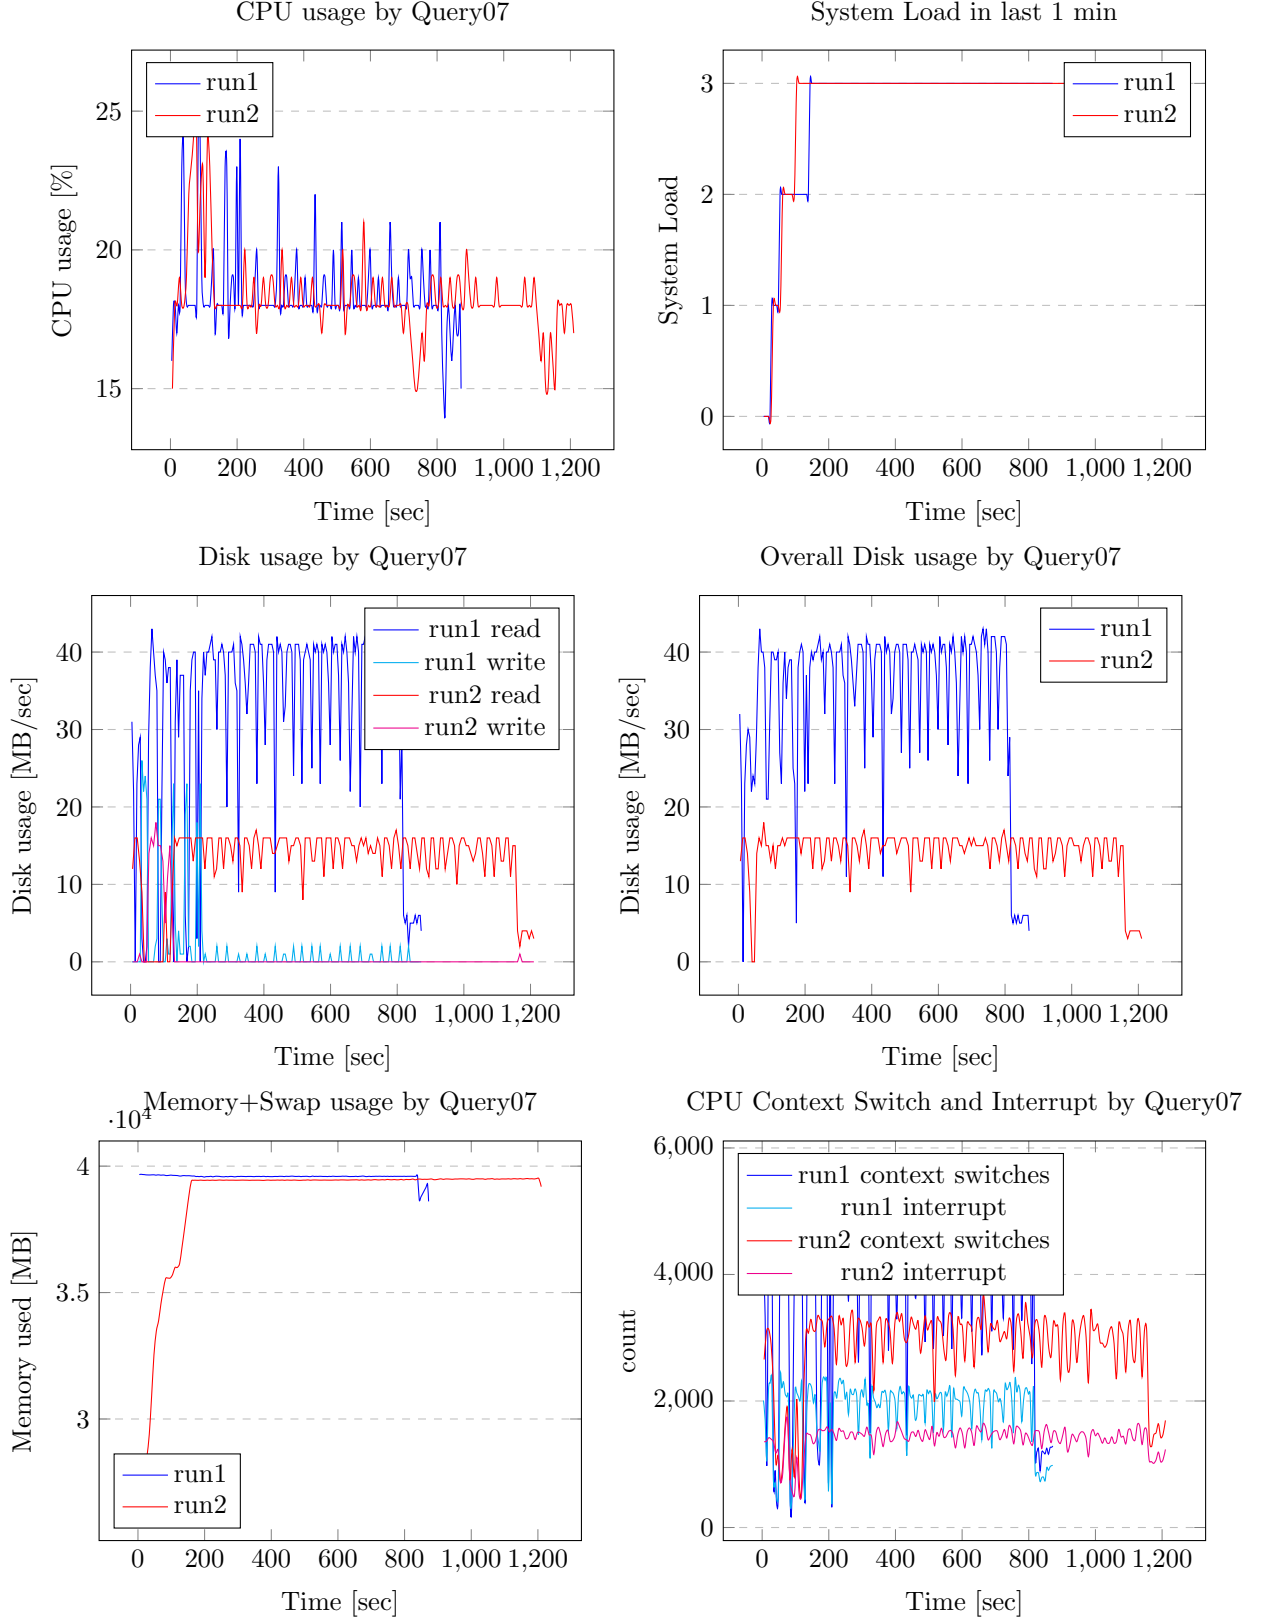 CPU usage by Query07
run1
run2
25
20
15
CPU usage [%]
0 200 400 600 800 1,000 1,200
Time [sec]
System Load in last 1 min
run1
run2
3
2
1
0
System Load
0 200 400 600 800 1,000 1,200
Time [sec]
Disk usage by Query07
run1 read
run1 write
run2 read
run2 write
40
30
20
10
0
Disk usage [MB/sec]
0 200 400 600 800 1,000 1,200
Time [sec]
Overall Disk usage by Query07
run1
run2
40
30
20
10
0
Disk usage [MB/sec]
0 200 400 600 800 1,000 1,200
Time [sec]
Memory+Swap usage by Query07
·10⁴
4
3.5
3
Memory used [MB]
run1
run2
0 200 400 600 800 1,000 1,200
Time [sec]
CPU Context Switch and Interrupt by Query07
6,000
4,000
2,000
0
count
run1 context switches
run1 interrupt
run2 context switches
run2 interrupt
0 200 400 600 800 1,000 1,200
Time [sec]